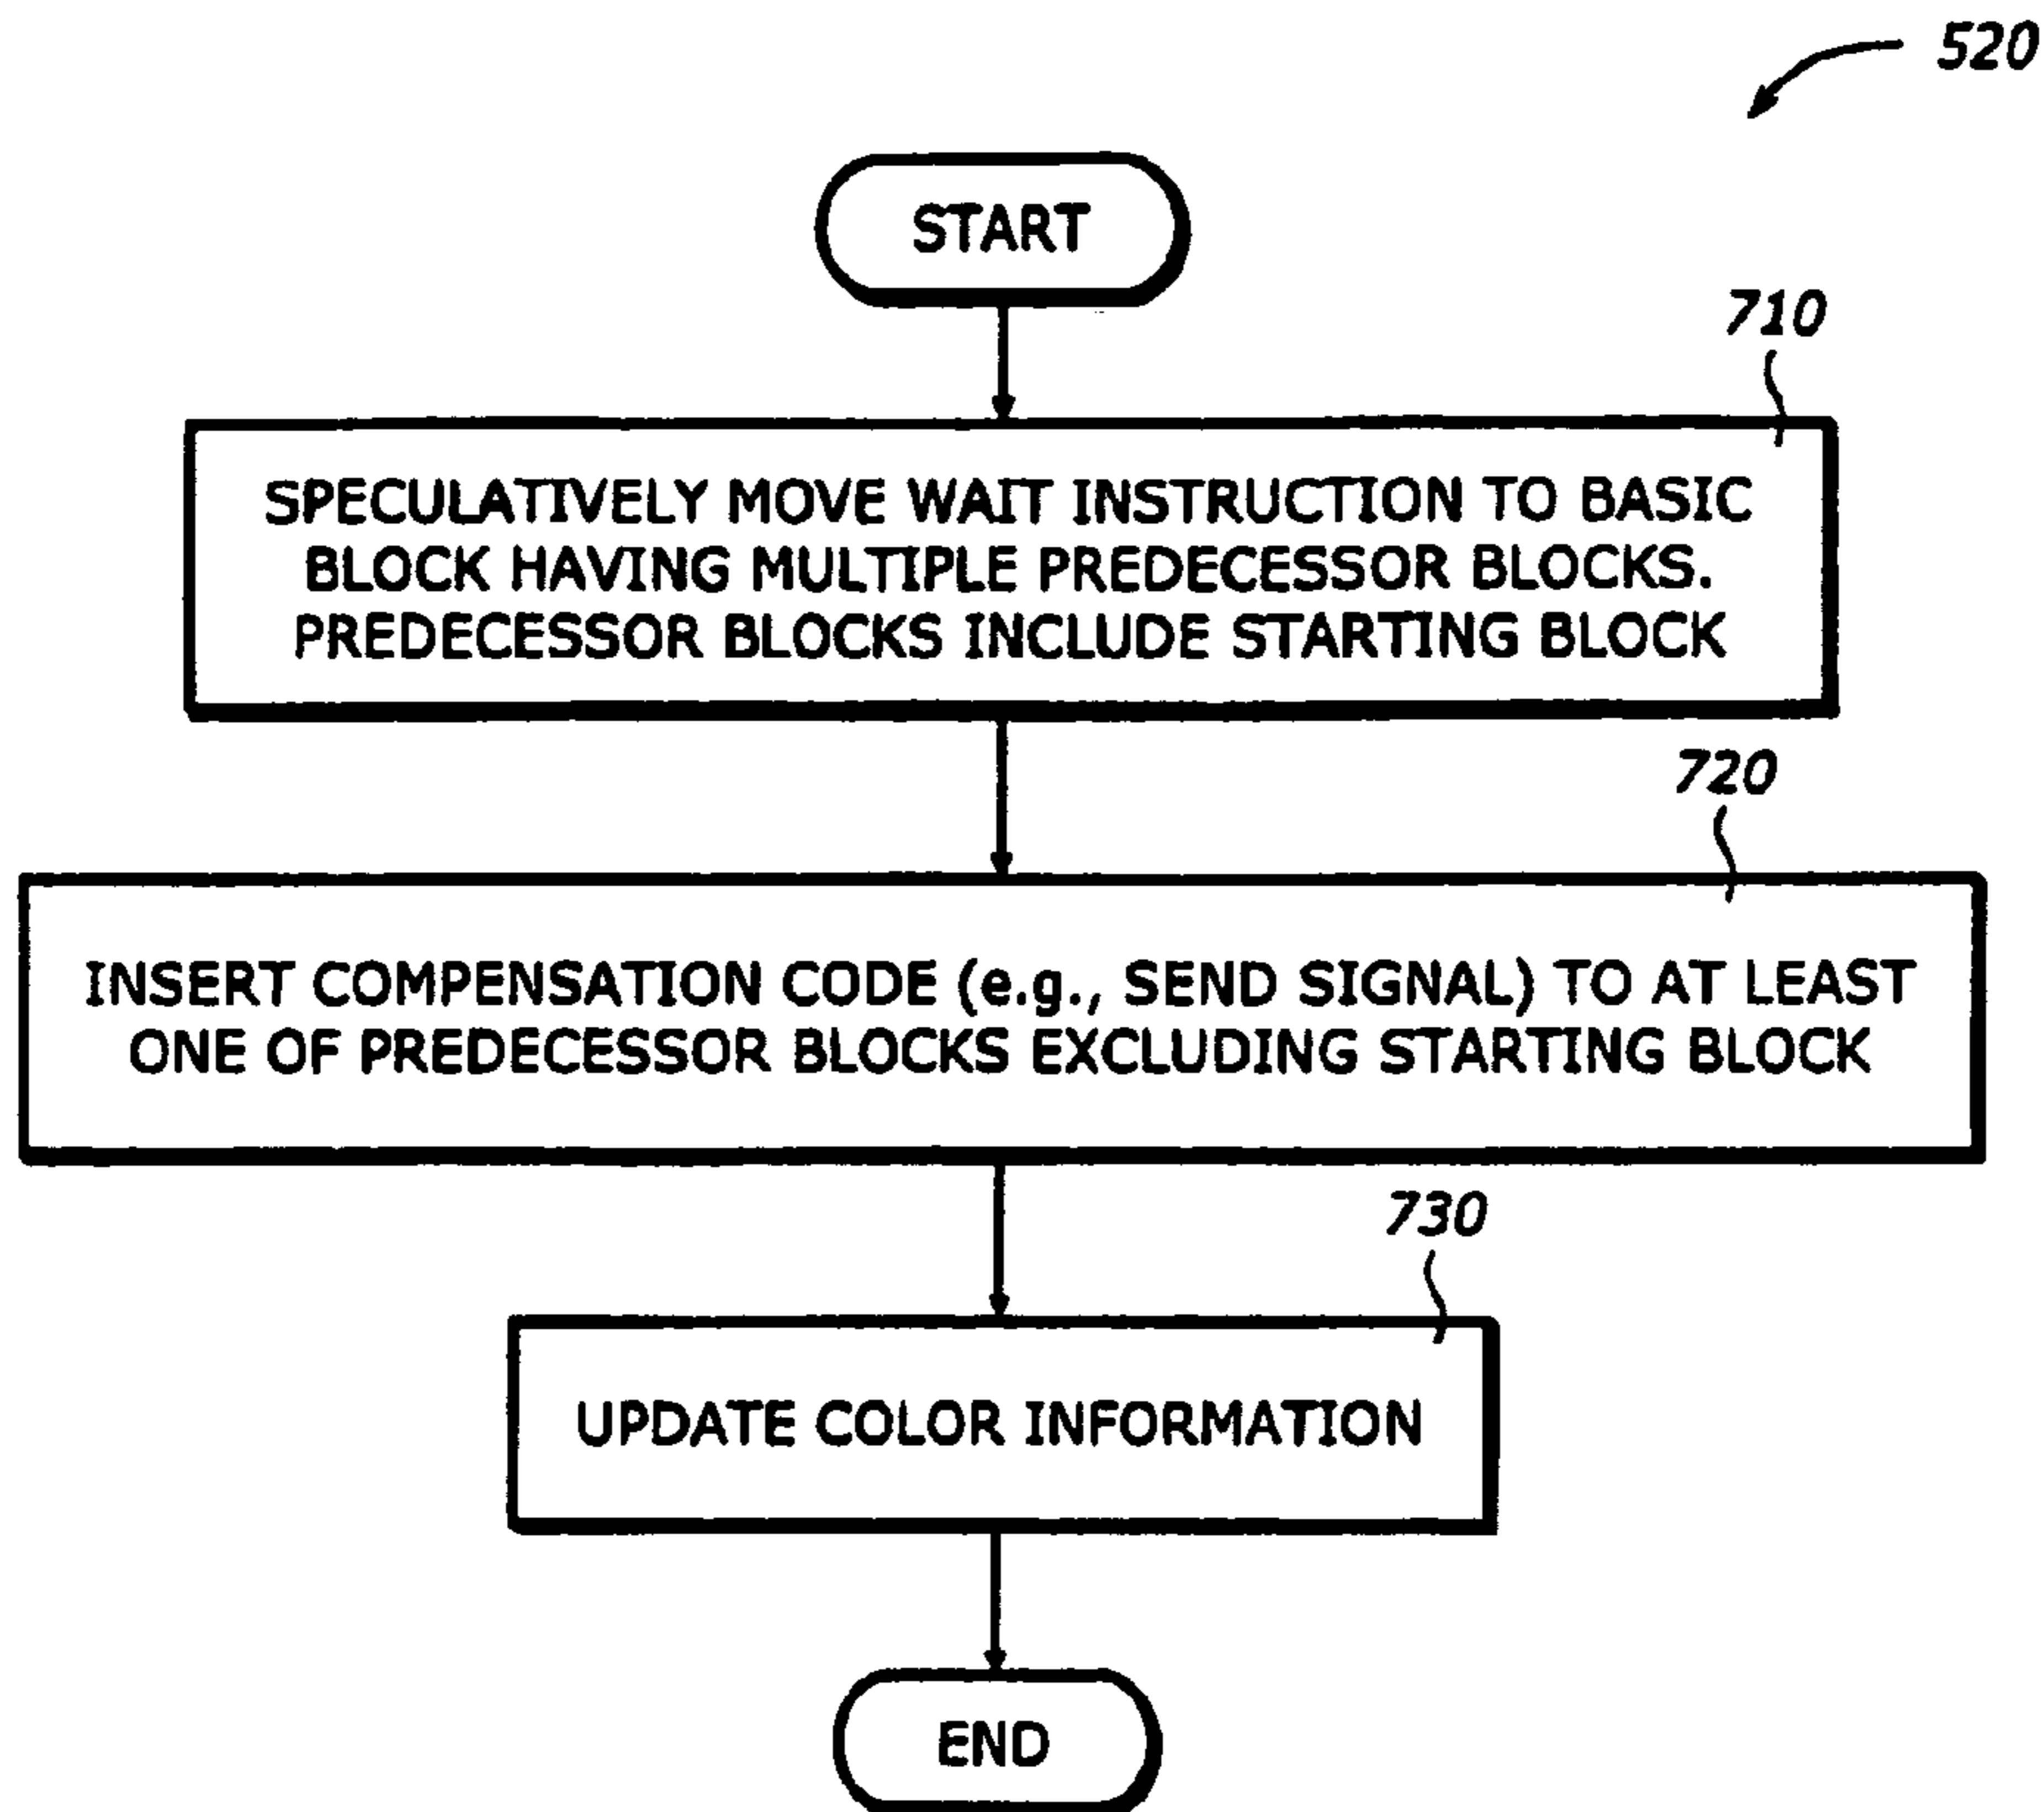 520
START
710
SPECULATIVELY MOVE WAIT INSTRUCTION TO BASIC
BLOCK HAVING MULTIPLE PREDECESSOR BLOCKS.
PREDECESSOR BLOCKS INCLUDE STARTING BLOCK
720
INSERT COMPENSATION CODE (e.g., SEND SIGNAL) TO AT LEAST
ONE OF PREDECESSOR BLOCKS EXCLUDING STARTING BLOCK
730
UPDATE COLOR INFORMATION
END